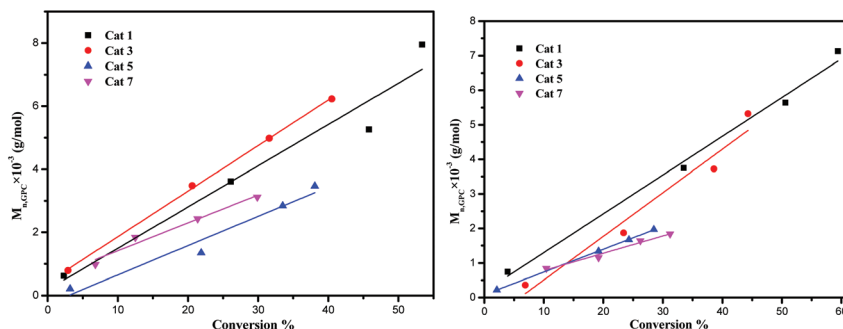 Cat 1
Cat 3
Cat 5
Cat 7
8
6
4
2
0
0 10 20 30 40 50
Conversion %
M_n,GPC×10^-3 (g/mol)
Cat 1
Cat 3
Cat 5
Cat 7
8
7
6
5
4
3
2
1
0
0 10 20 30 40 50 60
Conversion %
M_n,GPC×10^-3 (g/mol)